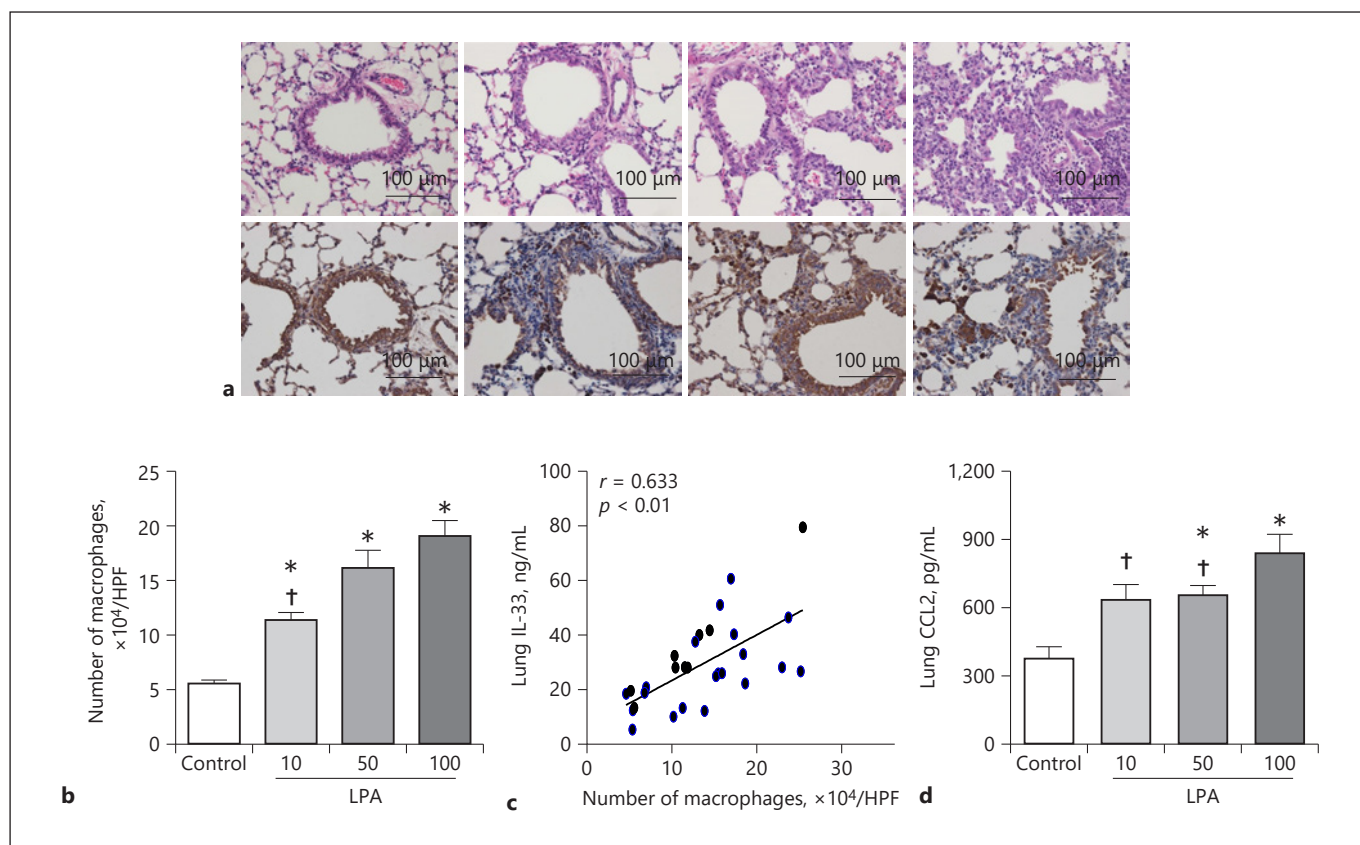 100 µm 100 µm 100 µm 100 µm
100 µm 100 µm 100 µm 100 µm
a
Number of macrophages,
×10⁴/HPF
25
20
15
10
5
0
*
†
*
*
Control 10 50 100
LPA
b
Lung IL-33, ng/mL
100
80
60
40
20
0
r = 0.633
p < 0.01
0 10 20 30
Number of macrophages, ×10⁴/HPF
c
Lung CCL2, pg/mL
1,200
900
600
300
0
†
*
†
*
Control 10 50 100
LPA
d